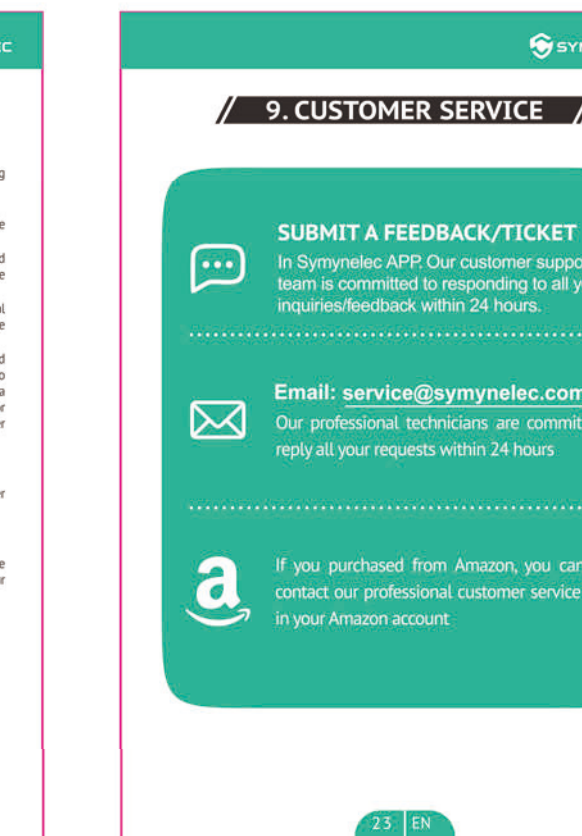 9. CUSTOMER SERVICE
SUBMIT A FEEDBACK/TICKET
In Symynelec APP. Our customer
team is committed to responding to all
inquiries/feedback within 24 hours.
Email: service@symynelec.com
Our professional technicians are
reply all your requests within 24 hours
If you purchased from Amazon, you can
contact our professional customer service
in your Amazon account
23 EN